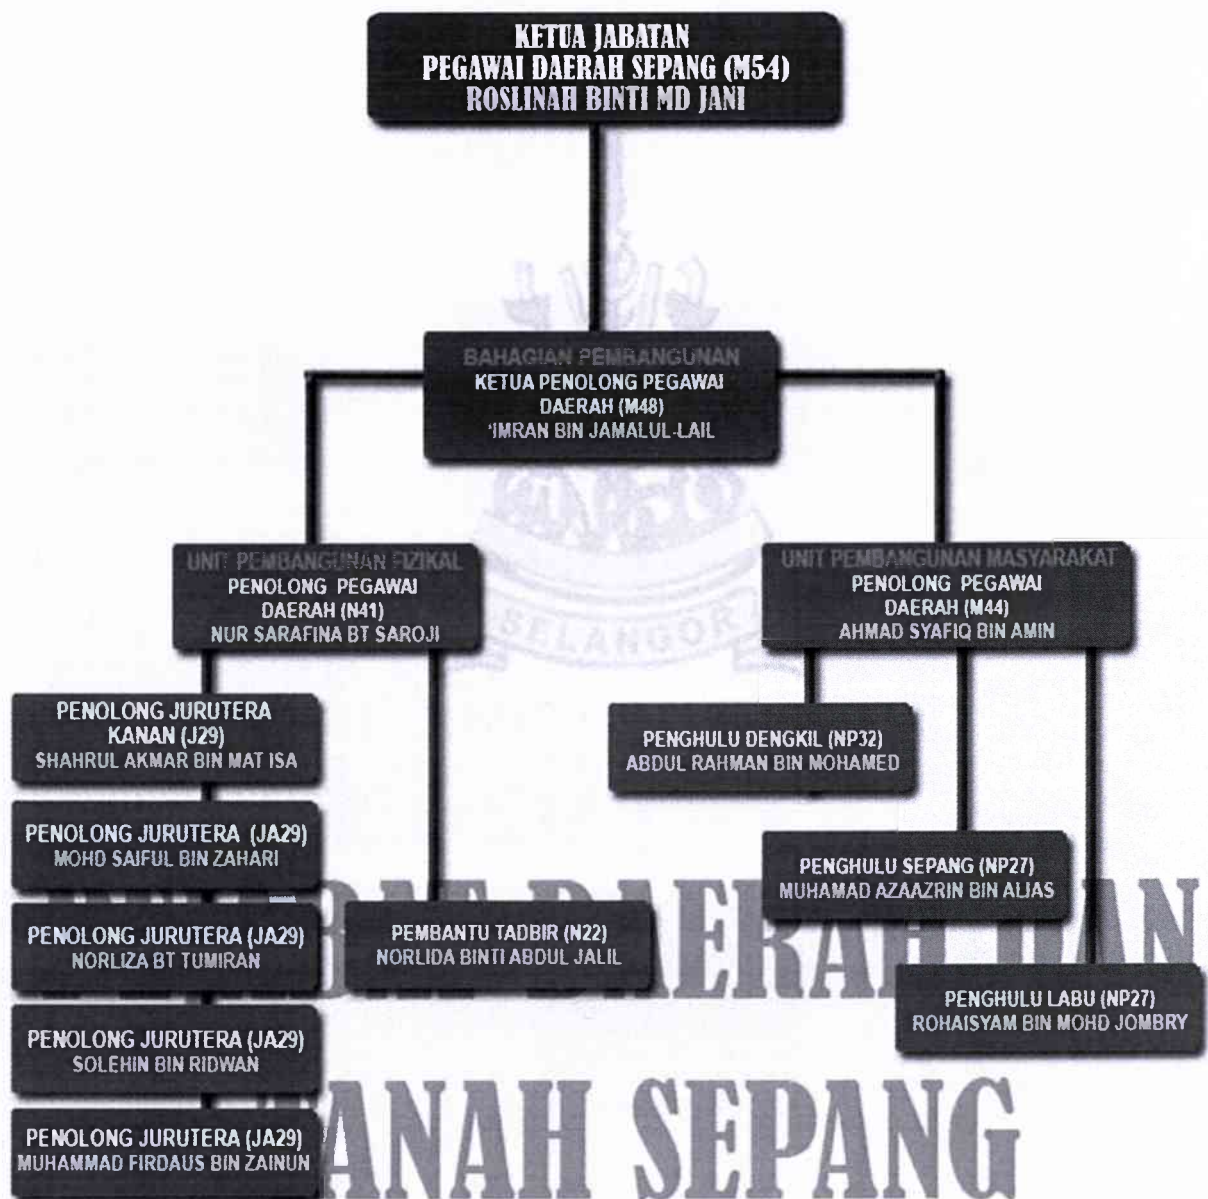 KETUA JABATAN
PEGAWAI DAERAH SEPANG (M54)
ROSLINAH BINTI MD JANI
BAHAGIAN PEMBANGUNAN
KETUA PENOLONG PEGAWAI
DAERAH (M48)
'IMRAN BIN JAMALUL-LAIL
UNIT PEMBANGUNAN FIZIKAL
PENOLONG PEGAWAI
DAERAH (N41)
NUR SARAFINA BT SAROJI
UNIT PEMBANGUNAN MASYARAKAT
PENOLONG PEGAWAI
DAERAH (M44)
AHMAD SYAFIQ BIN AMIN
SELANGOR
PENOLONG JURUTERA
KANAN (J29)
SHAHRUL AKMAR BIN MAT ISA
PENOLONG JURUTERA (JA29)
MOHD SAIFUL BIN ZAHARI
PENOLONG JURUTERA (JA29)
NORLIZA BT TUMIRAN
PENOLONG JURUTERA (JA29)
SOLEHIN BIN RIDWAN
PENOLONG JURUTERA (JA29)
MUHAMMAD FIRDAUS BIN ZAINUN
PEMBANTU TADBIR (N22)
NORLIDA BINTI ABDUL JALIL
PENGHULU DENGKIL (NP32)
ABDUL RAHMAN BIN MOHAMED
PENGHULU SEPANG (NP27)
MUHAMAD AZAAZRIN BIN ALIAS
PENGHULU LABU (NP27)
ROHAISYAM BIN MOHD JOMBRY
DAERAH DAN
TANAH SEPANG